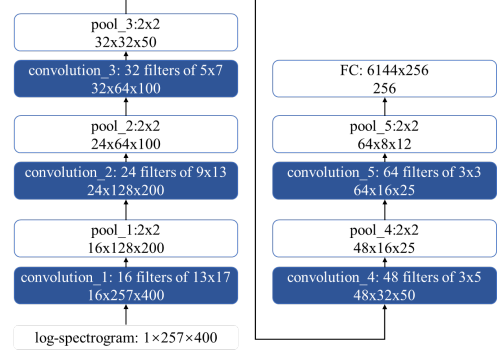 pool_3:2x2
32x32x50
convolution_3: 32 filters of 5x7
32x64x100
pool_2:2x2
24x64x100
convolution_2: 24 filters of 9x13
24x128x200
pool_1:2x2
16x128x200
convolution_1: 16 filters of 13x17
16x257x400
log-spectrogram: 1×257×400
FC: 6144x256
256
pool_5:2x2
64x8x12
convolution_5: 64 filters of 3x3
64x16x25
pool_4:2x2
48x16x25
convolution_4: 48 filters of 3x5
48x32x50